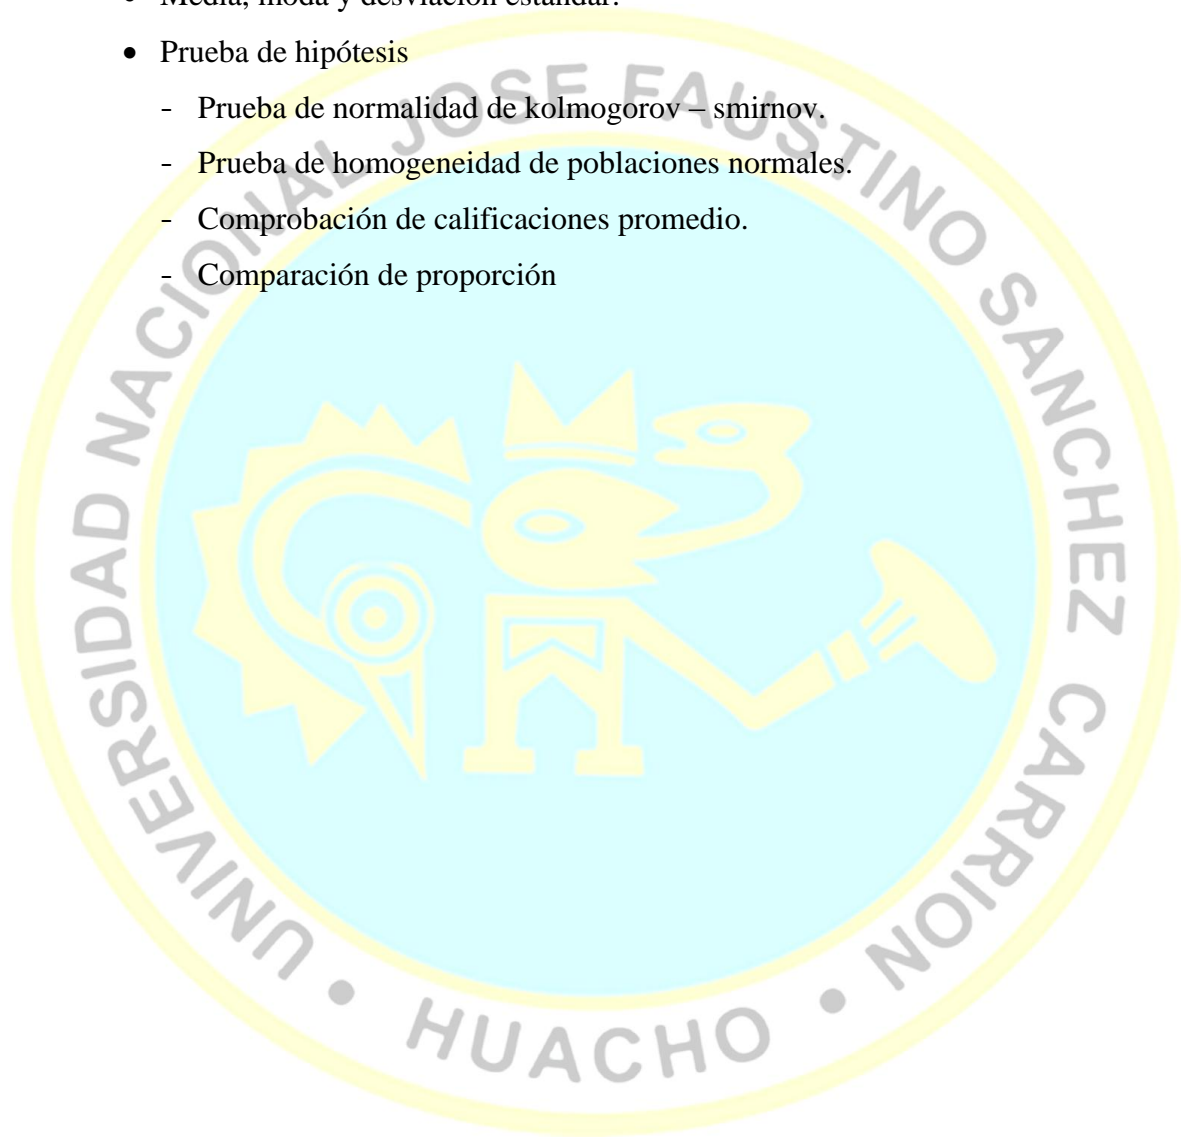 • Media, moda y desviación estándar.
• Prueba de hipótesis
- Prueba de normalidad de kolmogorov – smirnov.
- Prueba de homogeneidad de poblaciones normales.
- Comprobación de calificaciones promedio.
- Comparación de proporción
UNIVERSIDAD NACIONAL JOSE FAUSTINO SANCHEZ CARRION • HUACHO •